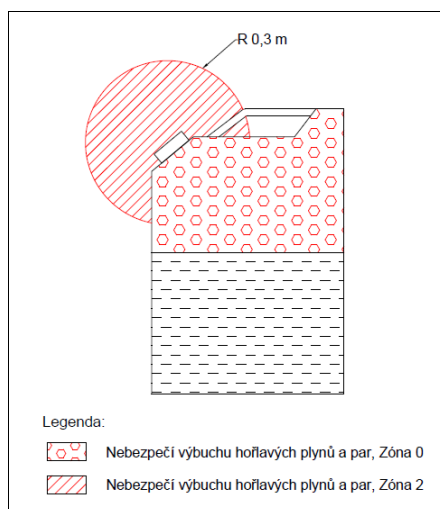 R 0,3 m
Legenda:
Nebezpečí výbuchu hořlavých plynů a par, Zóna 0
Nebezpečí výbuchu hořlavých plynů a par, Zóna 2